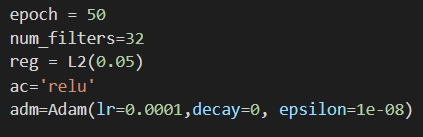 epoch = 50
num_filters=32
reg = L2(0.05)
ac='relu'
adm=Adam(lr=0.0001,decay=0, epsilon=1e-08)